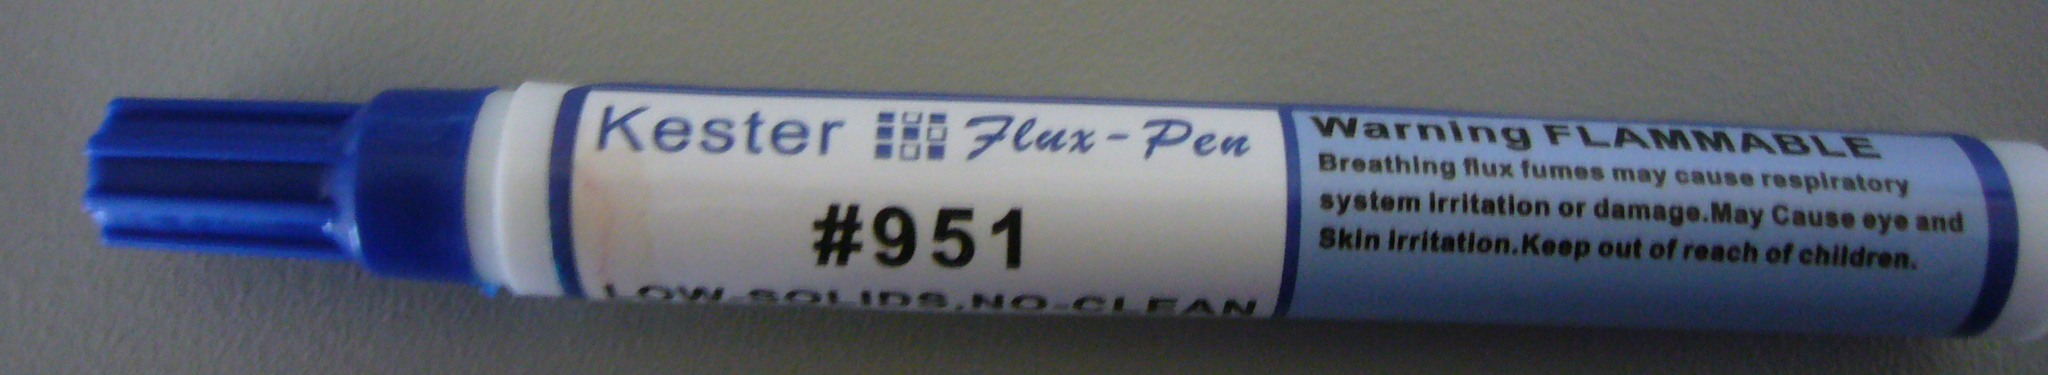 Kester Flux-Pen
#951
LOW-SOLIDS,NO-CLEAN
Warning FLAMMABLE
Breathing flux fumes may cause respiratory
system irritation or damage.May Cause eye and
Skin irritation.Keep out of reach of children.